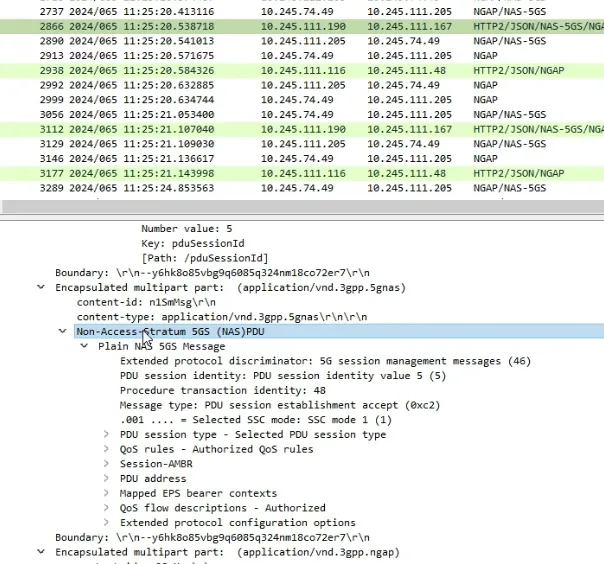 2737 2024/065 11:25:20.413116 10.245.111.205 10.245.74.49 NGAP/NAS-5GS
2866 2024/065 11:25:20.538718 10.245.111.190 10.245.111.167 HTTP2/JSON/NAS-5GS/NGA
2890 2024/065 11:25:20.541013 10.245.111.205 10.245.74.49 NGAP/NAS-5GS
2913 2024/065 11:25:20.571675 10.245.74.49 10.245.111.205 NGAP
2938 2024/065 11:25:20.584326 10.245.111.116 10.245.111.48 HTTP2/JSON/NGAP
2992 2024/065 11:25:20.632885 10.245.111.205 10.245.74.49 NGAP
2999 2024/065 11:25:20.634744 10.245.74.49 10.245.111.205 NGAP
3056 2024/065 11:25:21.053400 10.245.74.49 10.245.111.205 NGAP/NAS-5GS
3112 2024/065 11:25:21.107040 10.245.111.190 10.245.111.167 HTTP2/JSON/NAS-5GS/NGA
3129 2024/065 11:25:21.109030 10.245.111.205 10.245.74.49 NGAP/NAS-5GS
3146 2024/065 11:25:21.136617 10.245.74.49 10.245.111.205 NGAP
3177 2024/065 11:25:21.143998 10.245.111.116 10.245.111.48 HTTP2/JSON/NGAP
3289 2024/065 11:25:24.853563 10.245.74.49 10.245.111.205 NGAP/NAS-5GS
Number value: 5
Key: pduSessionId
[Path: /pduSessionId]
Boundary: \r\n--y6hk8o85vbg9q6085q324nm18co72er7\r\n
Encapsulated multipart part: (application/vnd.3gpp.5gnas)
content-id: n1SmMsg\r\n
content-type: application/vnd.3gpp.5gnas\r\n\r\n
Non-Access-Stratum 5GS (NAS)PDU
Plain NAS 5GS Message
Extended protocol discriminator: 5G session management messages (46)
PDU session identity: PDU session identity value 5 (5)
Procedure transaction identity: 48
Message type: PDU session establishment accept (0xc2)
.001 .... = Selected SSC mode: SSC mode 1 (1)
PDU session type - Selected PDU session type
QoS rules - Authorized QoS rules
Session-AMBR
PDU address
Mapped EPS bearer contexts
QoS flow descriptions - Authorized
Extended protocol configuration options
Boundary: \r\n--y6hk8o85vbg9q6085q324nm18co72er7\r\n
Encapsulated multipart part: (application/vnd.3gpp.ngap)